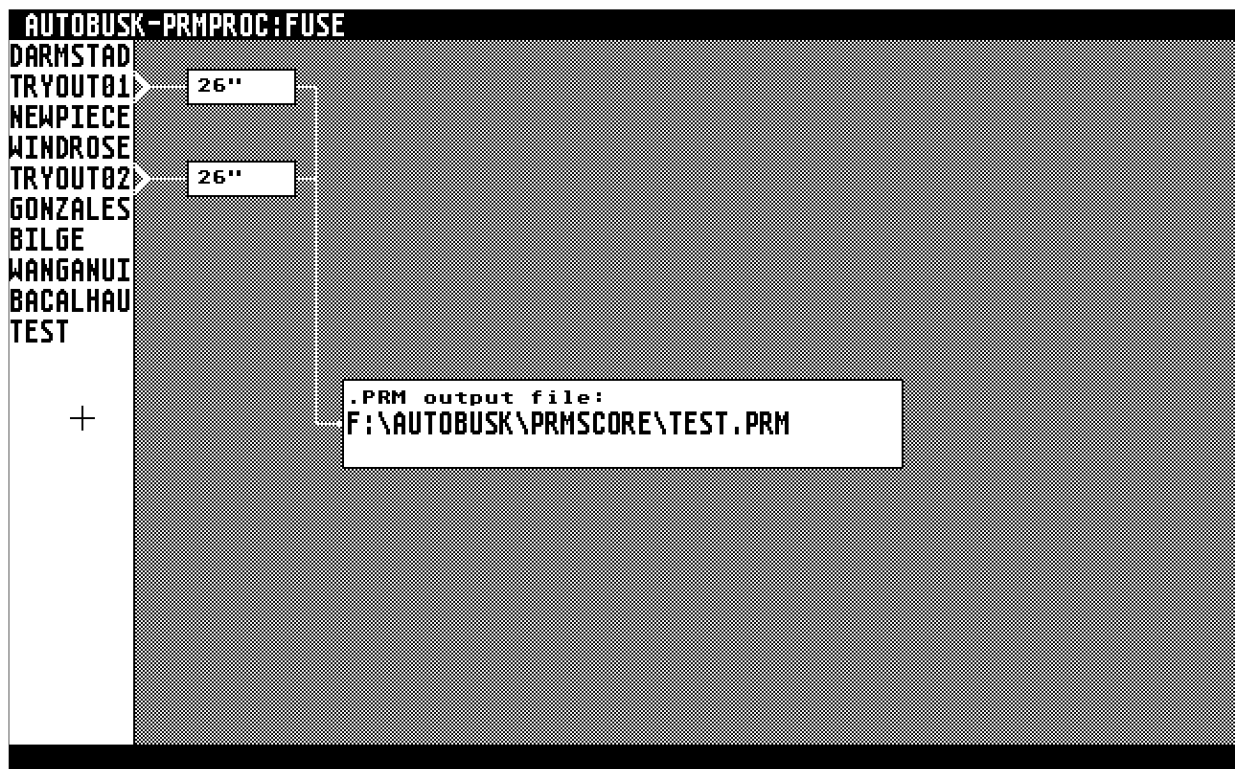 AUTOBUSK-PRMPROC:FUSE
DARMSTAD
TRYOUT01
26"
NEWPIECE
WINDROSE
TRYOUT02
26"
GONZALES
BILGE
WANGANUI
BACALHAU
TEST
.PRM output file:
F:\AUTOBUSK\PRMSCORE\TEST.PRM